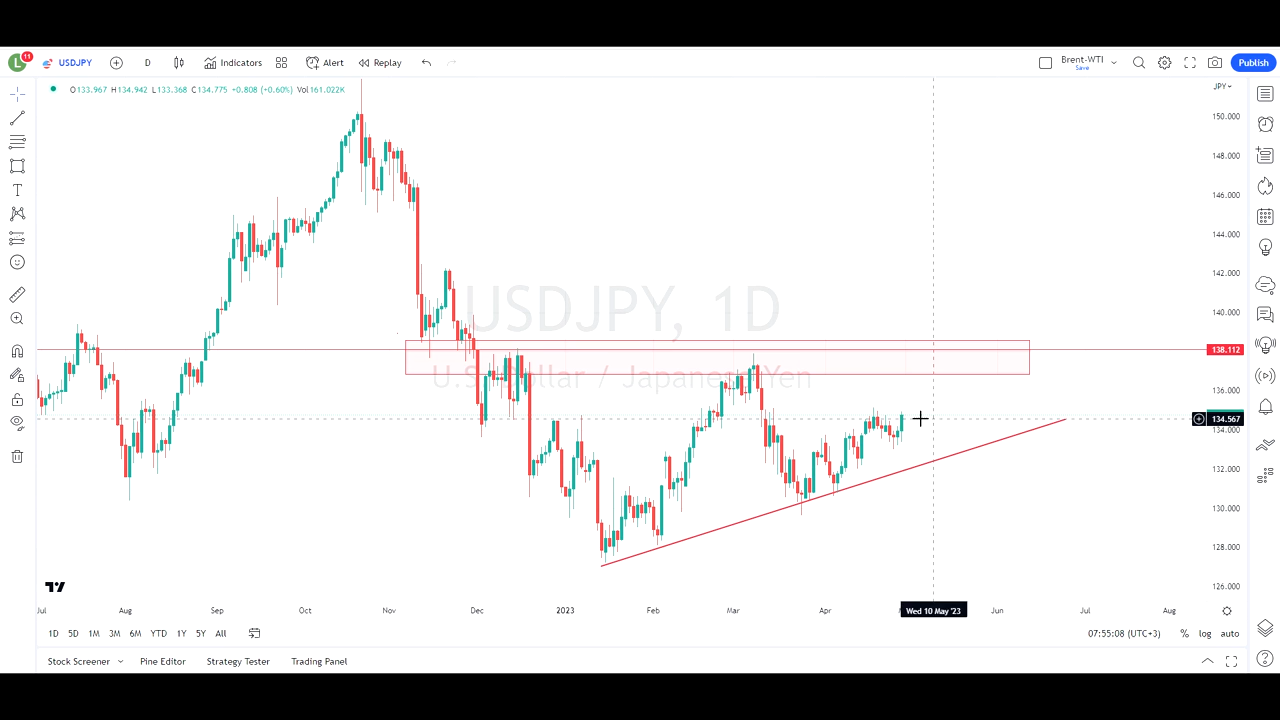 L 11 USDJPY D Indicators Alert Replay Brent-WTI Save Publish
O133.967 H134.942 L133.368 C134.775 +0.808 (+0.60%) Vol161.022K
JPY
150.000
148.000
146.000
144.000
142.000
USDJPY, 1D
140.000
138.112
U.S. Dollar / Japanese Yen
136.000
134.567
134.000
132.000
130.000
128.000
126.000
Jul Aug Sep Oct Nov Dec 2023 Feb Mar Apr Wed 10 May '23 Jun Jul Aug
1D 5D 1M 3M 6M YTD 1Y 5Y All 07:55:08 (UTC+3) % log auto
Stock Screener Pine Editor Strategy Tester Trading Panel